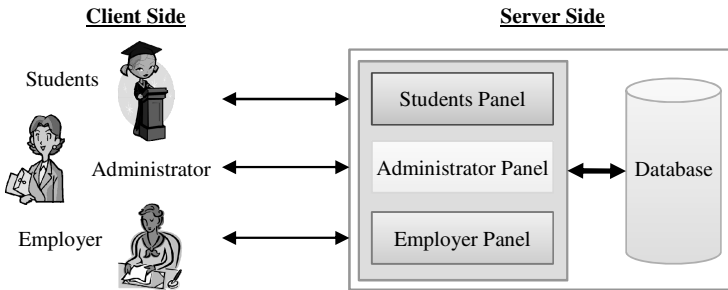 Client Side
Server Side
Students
Students Panel
Administrator
Administrator Panel
Database
Employer
Employer Panel